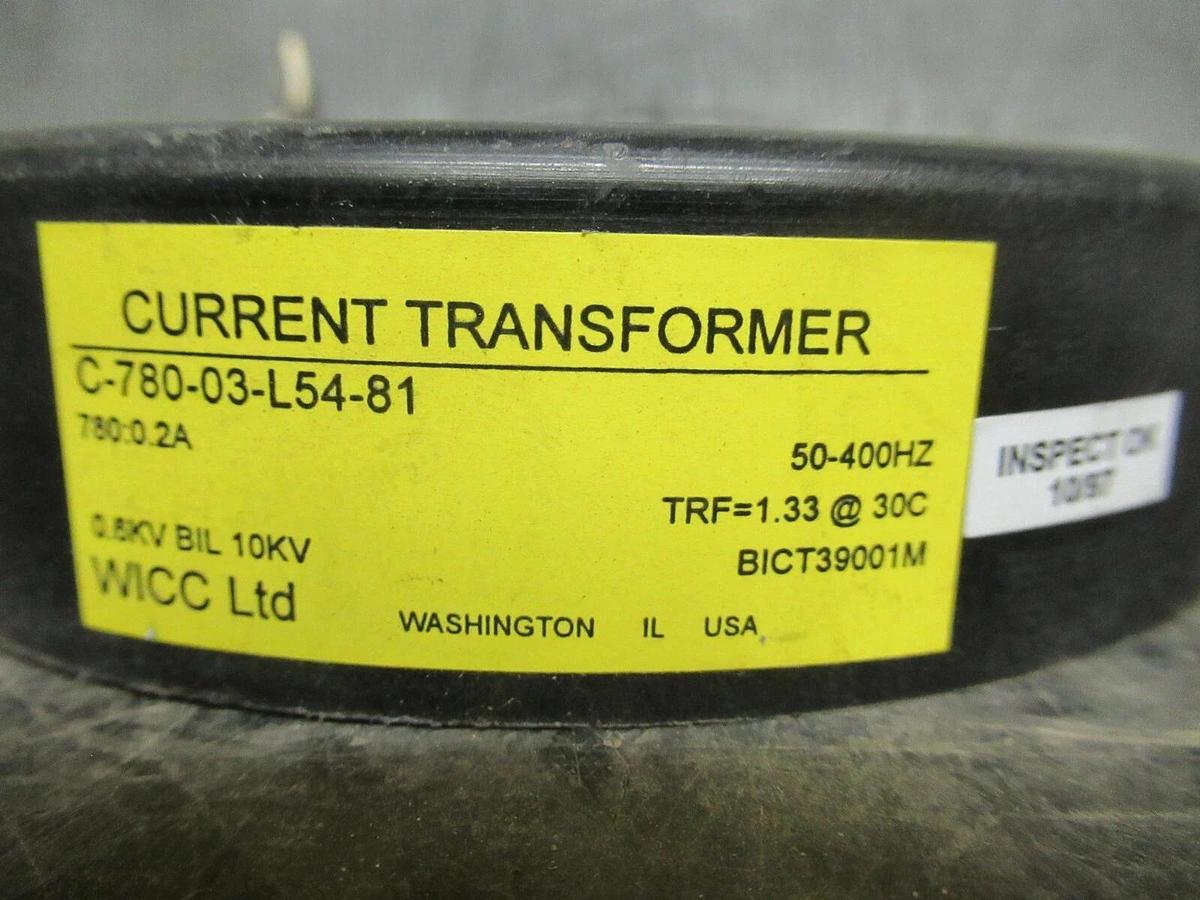 CURRENT TRANSFORMER
C-780-03-L54-81
780:0.2A
50-400HZ
TRF=1.33 @ 30C
0.6KV BIL 10KV
BICT39001M
WICC Ltd
WASHINGTON IL USA
INSPECT OK
10/97